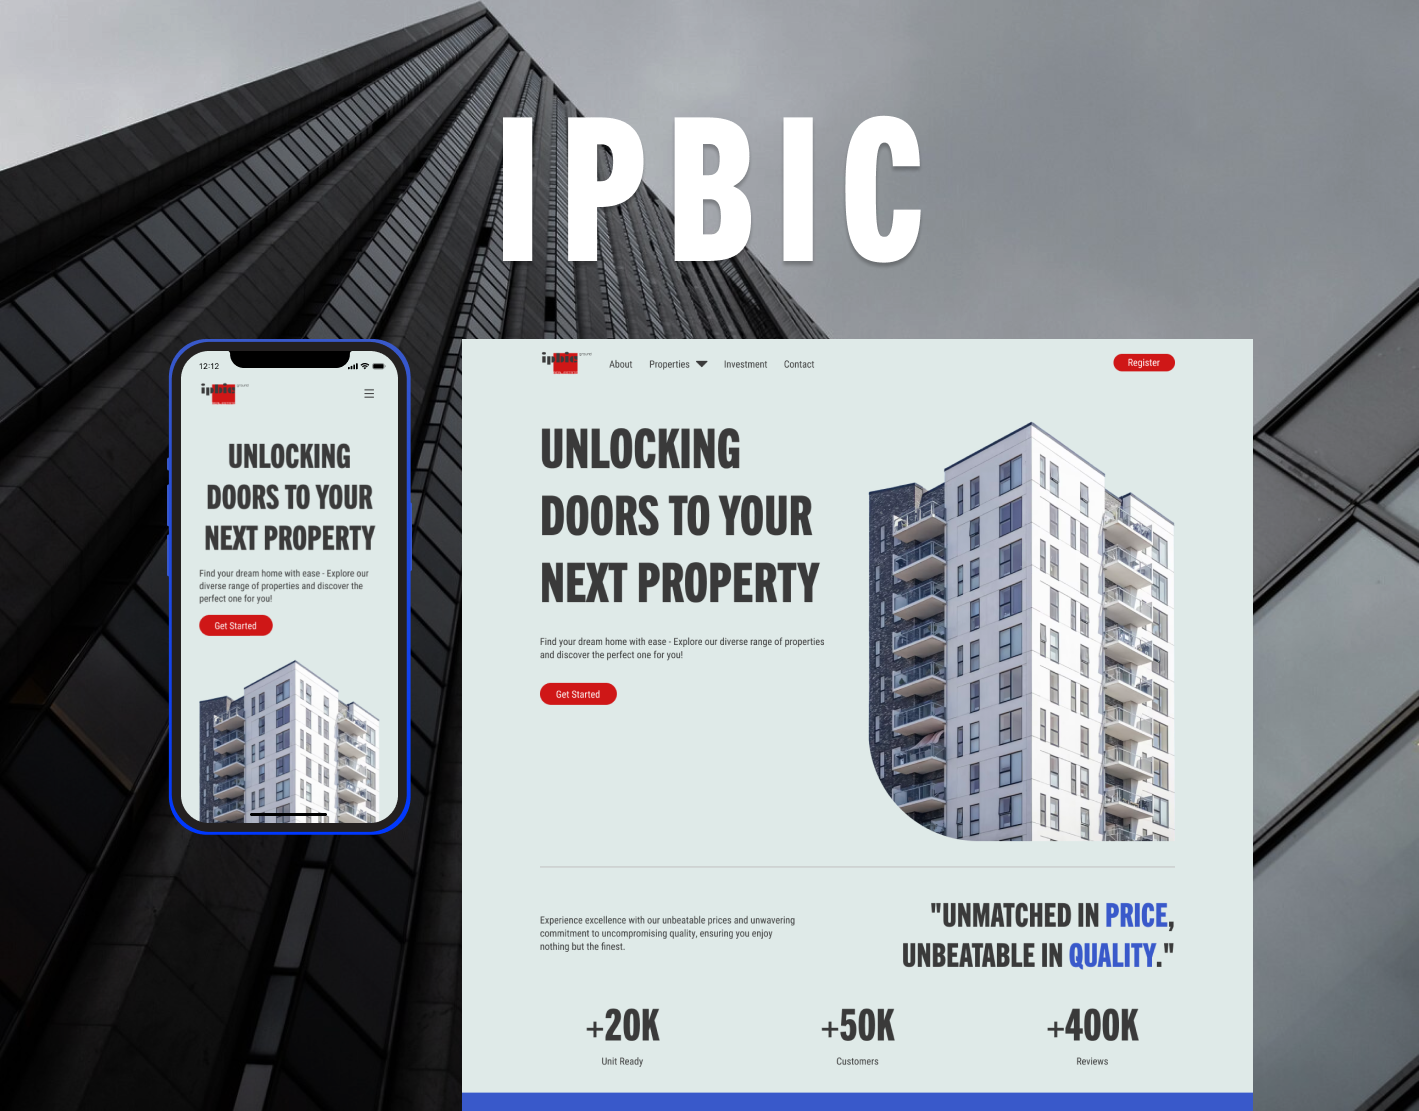 IPBIC
12:12
ipbic
UNLOCKING
DOORS TO YOUR
NEXT PROPERTY
Find your dream home with ease - Explore our
diverse range of properties and discover the
perfect one for you!
Get Started
ipbic
About Properties Investment Contact
Register
UNLOCKING
DOORS TO YOUR
NEXT PROPERTY
Find your dream home with ease - Explore our diverse range of properties
and discover the perfect one for you!
Get Started
Experience excellence with our unbeatable prices and unwavering
commitment to uncompromising quality, ensuring you enjoy
nothing but the finest.
"UNMATCHED IN PRICE,
UNBEATABLE IN QUALITY."
+20K
Unit Ready
+50K
Customers
+400K
Reviews